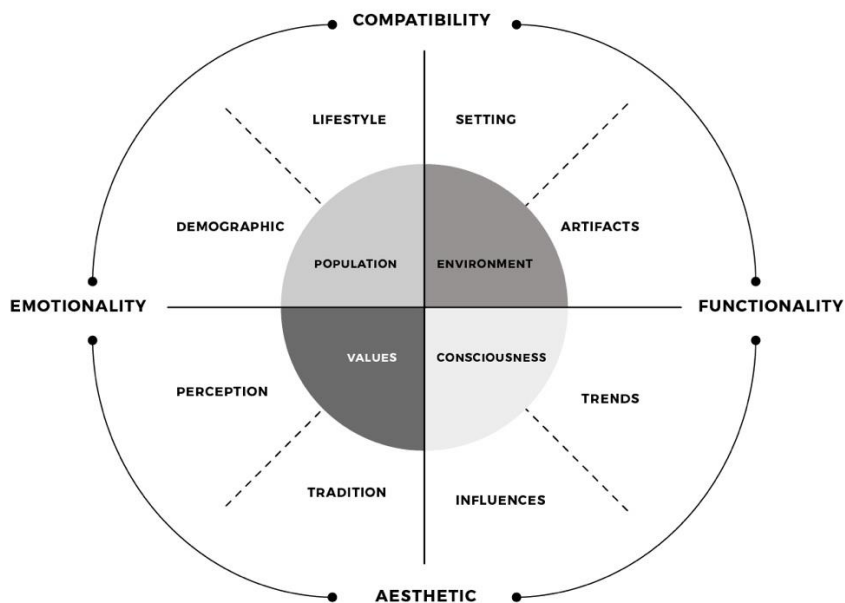 COMPATIBILITY
LIFESTYLE
SETTING
DEMOGRAPHIC
ARTIFACTS
POPULATION
ENVIRONMENT
EMOTIONALITY
FUNCTIONALITY
VALUES
CONSCIOUSNESS
PERCEPTION
TRENDS
TRADITION
INFLUENCES
AESTHETIC